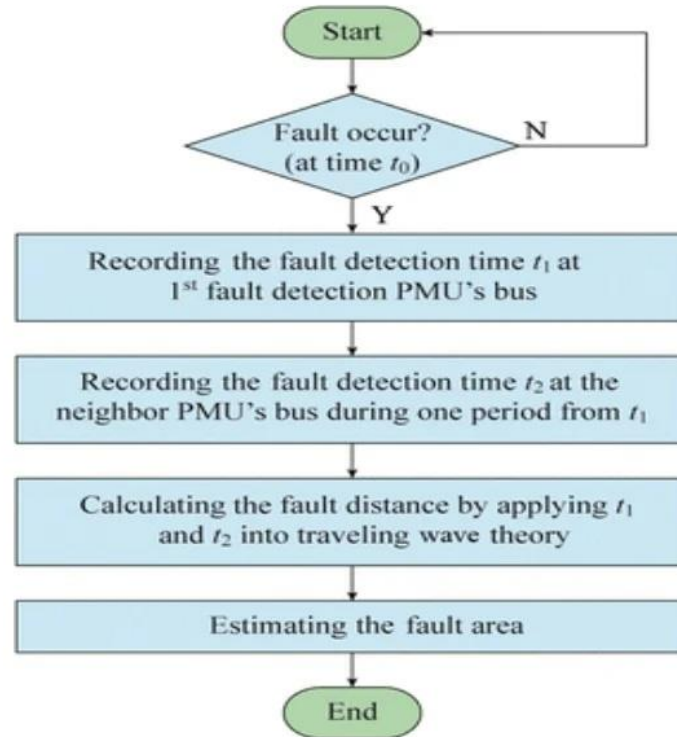 Start
Fault occur?
(at time t₀)
N
Y
Recording the fault detection time t₁ at
1ˢᵗ fault detection PMU's bus
Recording the fault detection time t₂ at the
neighbor PMU's bus during one period from t₁
Calculating the fault distance by applying t₁
and t₂ into traveling wave theory
Estimating the fault area
End